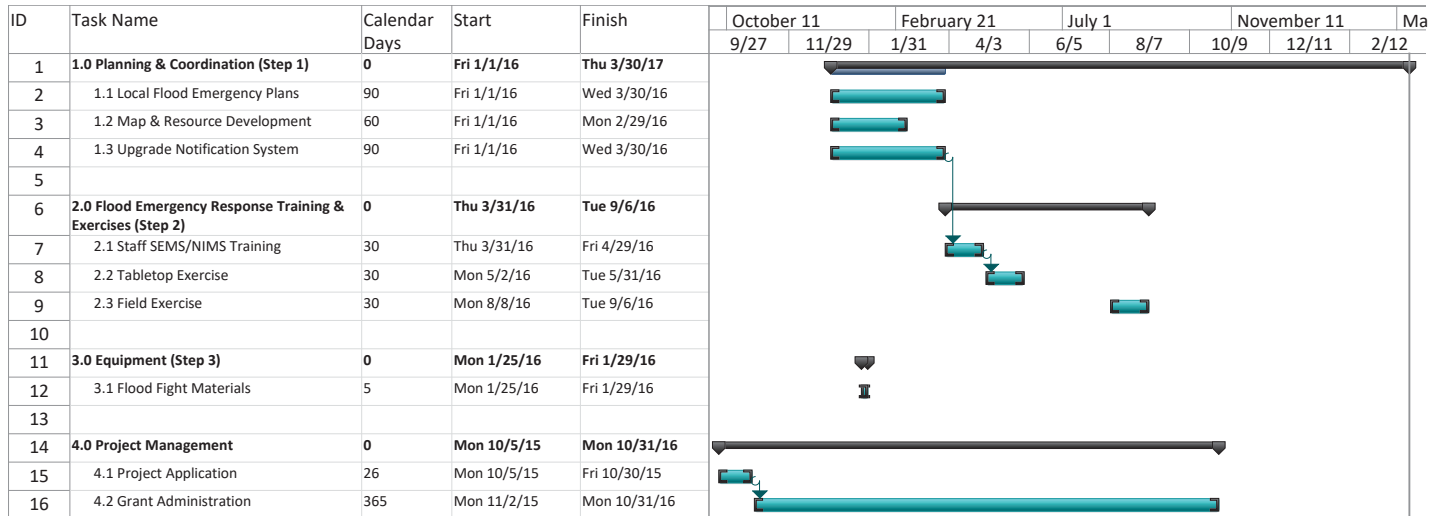 ID Task Name Calendar Days Start Finish October 11 February 21 July 1 November 11 Ma
9/27 11/29 1/31 4/3 6/5 8/7 10/9 12/11 2/12
1 1.0 Planning & Coordination (Step 1) 0 Fri 1/1/16 Thu 3/30/17
2 1.1 Local Flood Emergency Plans 90 Fri 1/1/16 Wed 3/30/16
3 1.2 Map & Resource Development 60 Fri 1/1/16 Mon 2/29/16
4 1.3 Upgrade Notification System 90 Fri 1/1/16 Wed 3/30/16
5
6 2.0 Flood Emergency Response Training & 0 Thu 3/31/16 Tue 9/6/16
Exercises (Step 2)
7 2.1 Staff SEMS/NIMS Training 30 Thu 3/31/16 Fri 4/29/16
8 2.2 Tabletop Exercise 30 Mon 5/2/16 Tue 5/31/16
9 2.3 Field Exercise 30 Mon 8/8/16 Tue 9/6/16
10
11 3.0 Equipment (Step 3) 0 Mon 1/25/16 Fri 1/29/16
12 3.1 Flood Fight Materials 5 Mon 1/25/16 Fri 1/29/16
13
14 4.0 Project Management 0 Mon 10/5/15 Mon 10/31/16
15 4.1 Project Application 26 Mon 10/5/15 Fri 10/30/15
16 4.2 Grant Administration 365 Mon 11/2/15 Mon 10/31/16